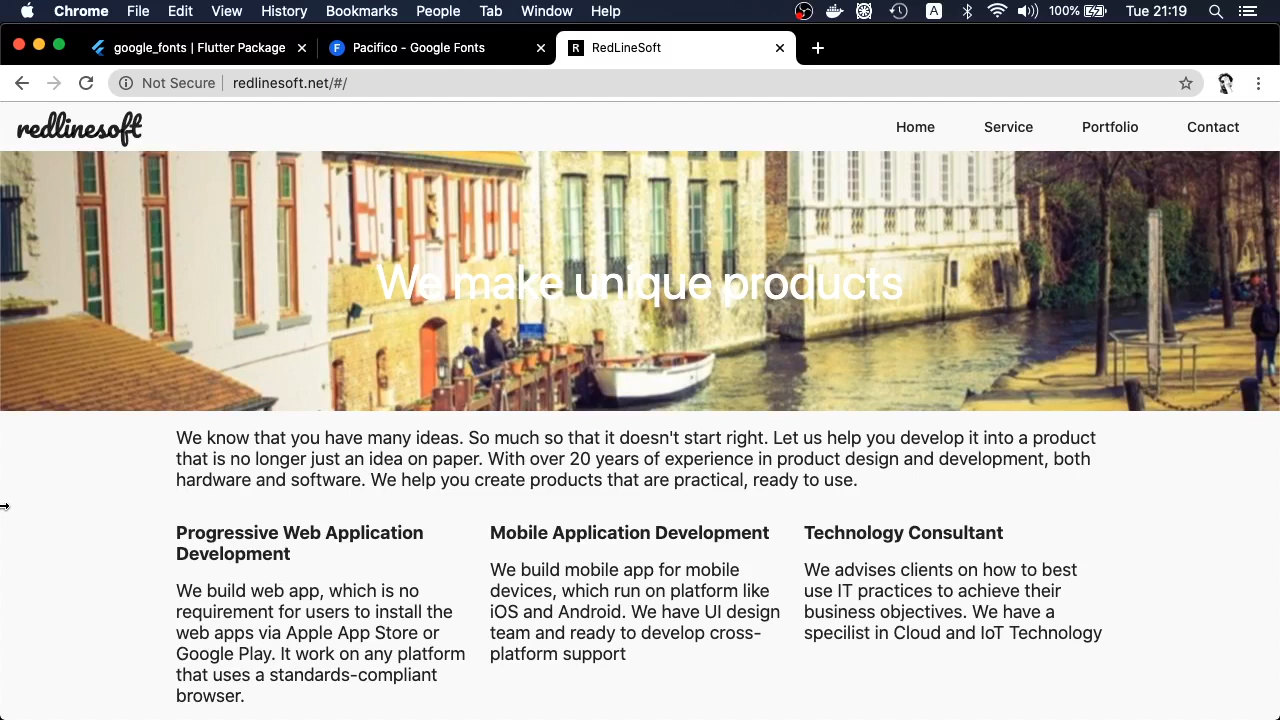 Chrome File Edit View History Bookmarks People Tab Window Help A 100% Tue 21:19
google_fonts | Flutter Package F Pacifico - Google Fonts R RedLineSoft
Not Secure redlinesoft.net/#/
redlinesoft Home Service Portfolio Contact
We make unique products
We know that you have many ideas. So much so that it doesn't start right. Let us help you develop it into a product
that is no longer just an idea on paper. With over 20 years of experience in product design and development, both
hardware and software. We help you create products that are practical, ready to use.
Progressive Web Application
Development
We build web app, which is no
requirement for users to install the
web apps via Apple App Store or
Google Play. It work on any platform
that uses a standards-compliant
browser.
Mobile Application Development
We build mobile app for mobile
devices, which run on platform like
iOS and Android. We have UI design
team and ready to develop cross-
platform support
Technology Consultant
We advises clients on how to best
use IT practices to achieve their
business objectives. We have a
specilist in Cloud and IoT Technology